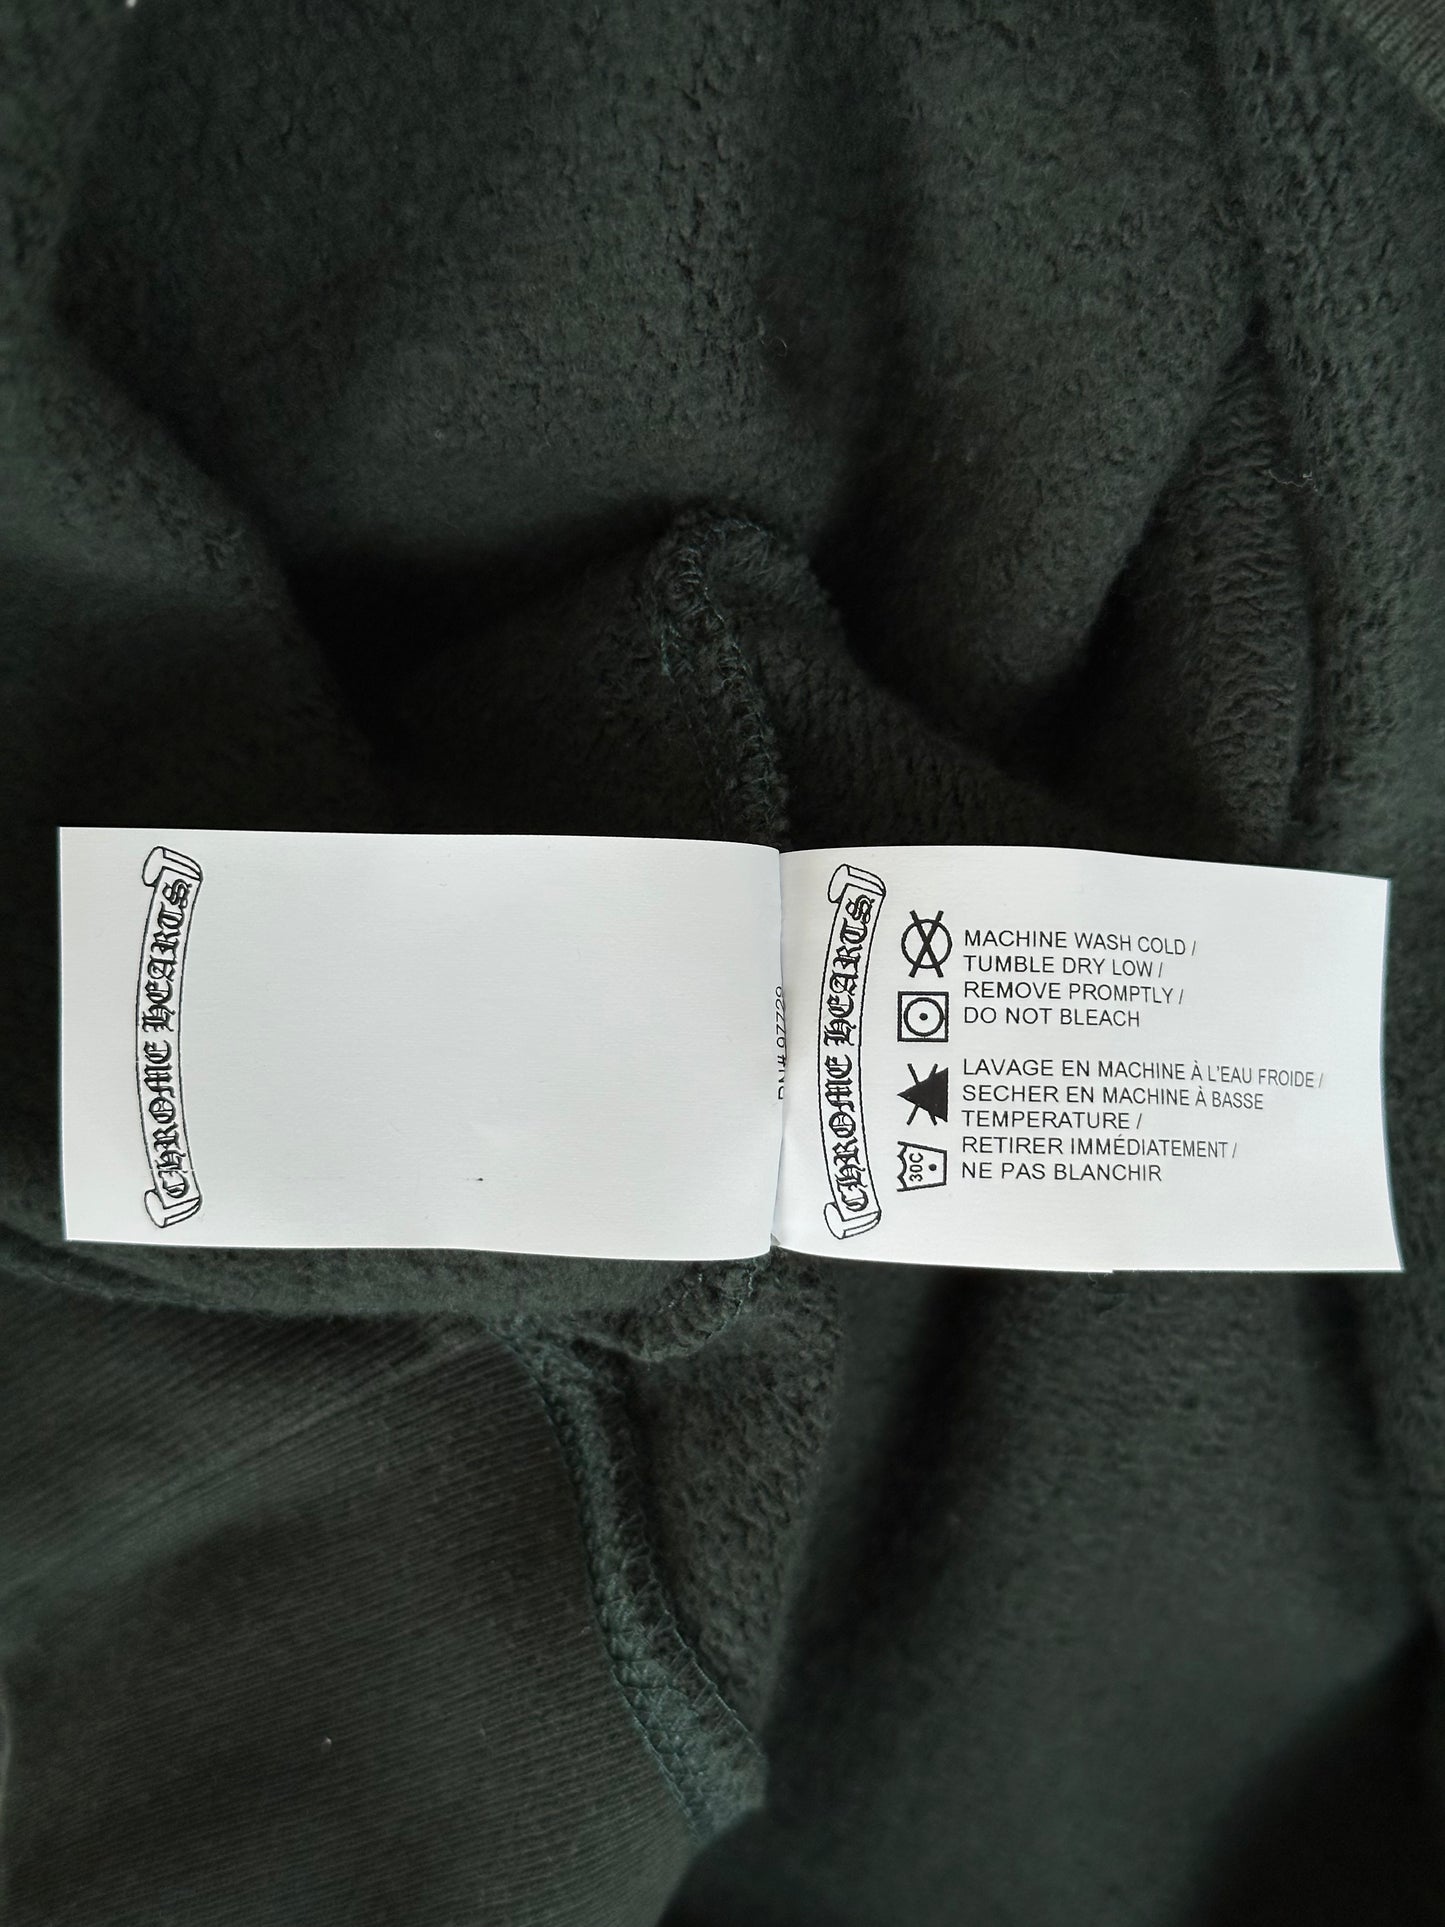 CHROME HEARTS
CHROME HEARTS
MACHINE WASH COLD /
TUMBLE DRY LOW /
REMOVE PROMPTLY /
DO NOT BLEACH
LAVAGE EN MACHINE À L'EAU FROIDE /
SECHER EN MACHINE À BASSE
TEMPERATURE /
RETIRER IMMÉDIATEMENT /
NE PAS BLANCHIR
30C